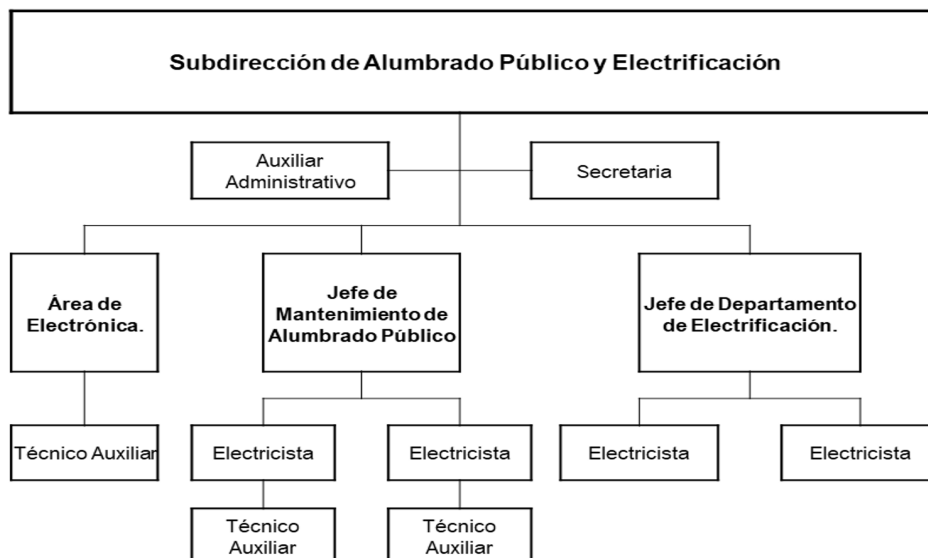 Subdirección de Alumbrado Público y Electrificación
Auxiliar
Administrativo
Secretaria
Área de
Electrónica.
Jefe de
Mantenimiento de
Alumbrado Público
Jefe de Departamento
de Electrificación.
Técnico Auxiliar
Electricista
Electricista
Electricista
Electricista
Técnico
Auxiliar
Técnico
Auxiliar